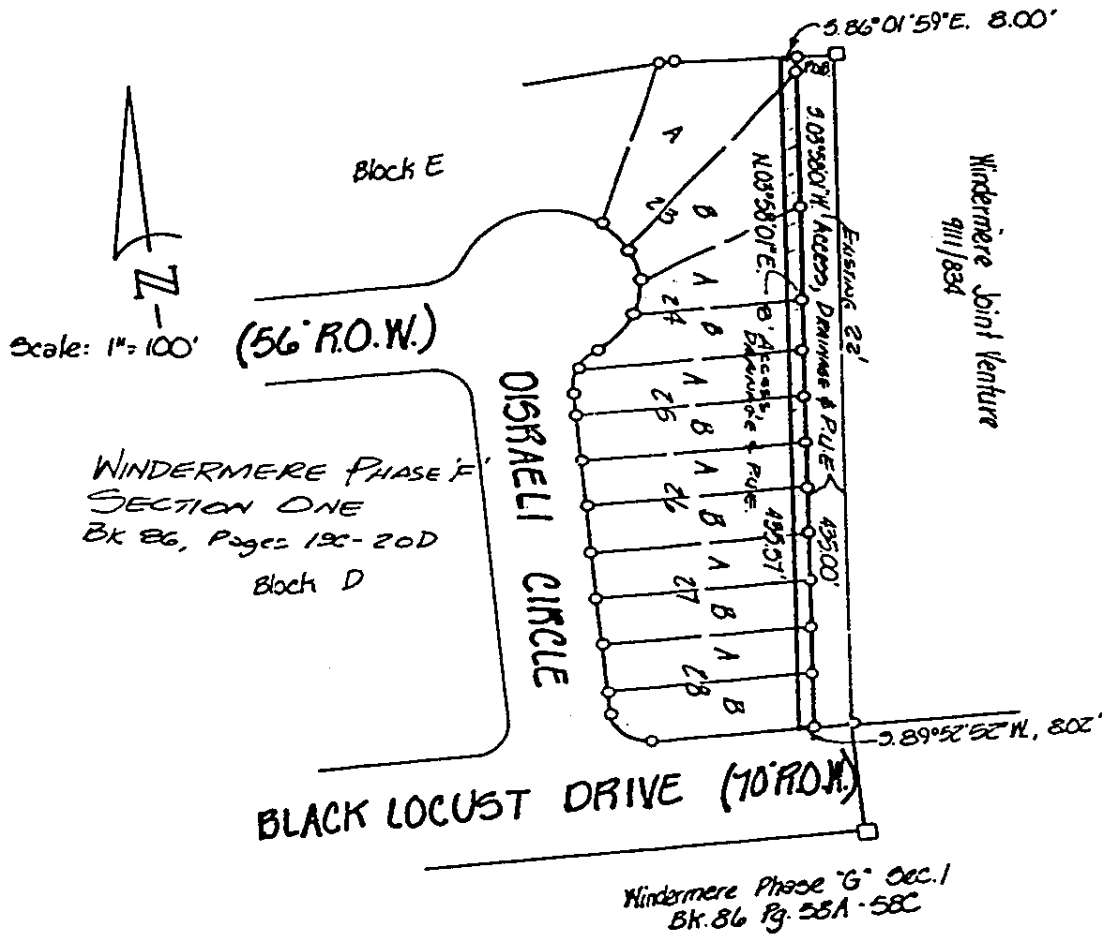 S.86°01'59"E. 8.00'
P.O.B.
Block E
A
23
B
N.03°58'01"E.
8' Access,
Drainage & P.U.E.
435.57'
S.03°58'01"W.
Access, Drainage & P.U.E.
Existing 22'
435.00'
Windermere Joint Venture
9111/834
N
Scale: 1"=100'
(56' R.O.W.)
A
24
B
A
25
B
A
26
B
A
27
B
A
28
B
DISRAELI CIRCLE
WINDERMERE PHASE 'F'
SECTION ONE
BK 86, Pages 19C-20D
Block D
S.89°52'52"W, 8.02'
BLACK LOCUST DRIVE (70' R.O.W.)
Windermere Phase "G" Sec.1
Bk.86 Pg.58A-58C